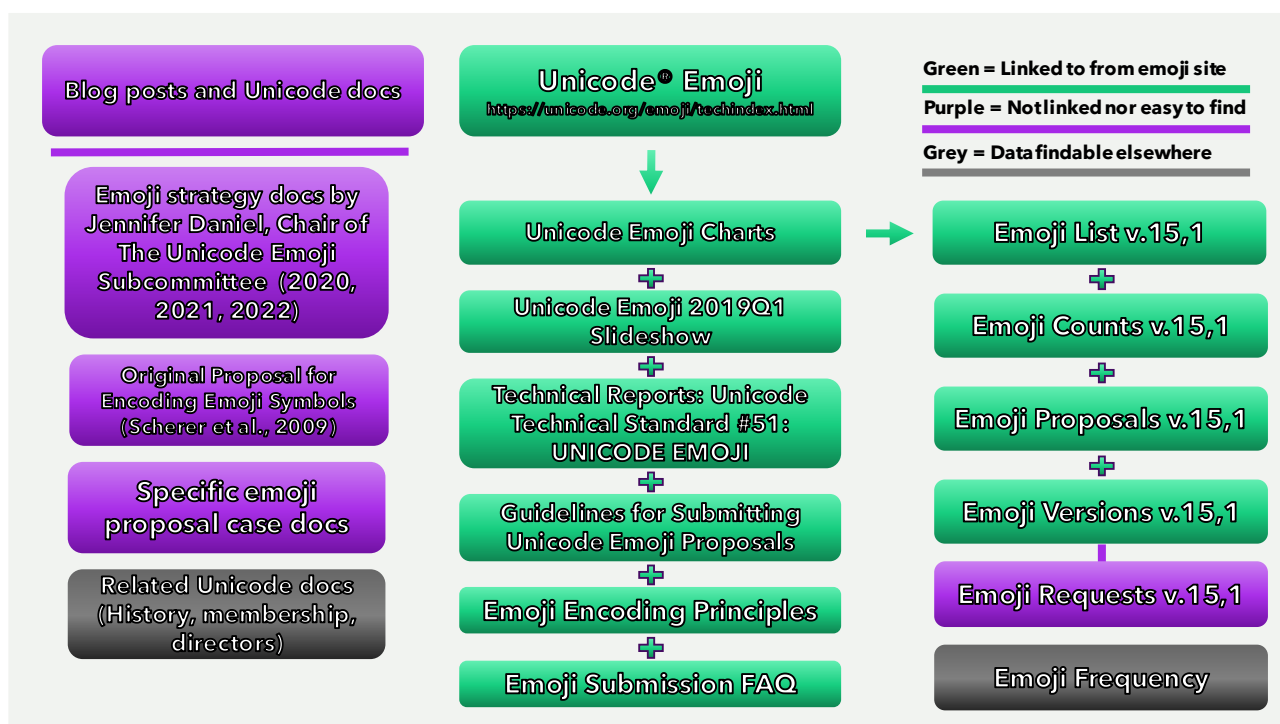 Blog posts and Unicode docs
Emoji strategy docs by
Jennifer Daniel, Chair of
The Unicode Emoji
Subcommittee (2020,
2021, 2022)
Original Proposal for
Encoding Emoji Symbols
(Scherer et al., 2009)
Specific emoji
proposal case docs
Related Unicode docs
(History, membership,
directors)
Unicode® Emoji
https://unicode.org/emoji/techindex.html
Unicode Emoji Charts
Unicode Emoji 2019Q1
Slideshow
Technical Reports: Unicode
Technical Standard #51:
UNICODE EMOJI
Guidelines for Submitting
Unicode Emoji Proposals
Emoji Encoding Principles
Emoji Submission FAQ
Green = Linked to from emoji site
Purple = Not linked nor easy to find
Grey = Data findable elsewhere
Emoji List v.15,1
Emoji Counts v.15,1
Emoji Proposals v.15,1
Emoji Versions v.15,1
Emoji Requests v.15,1
Emoji Frequency